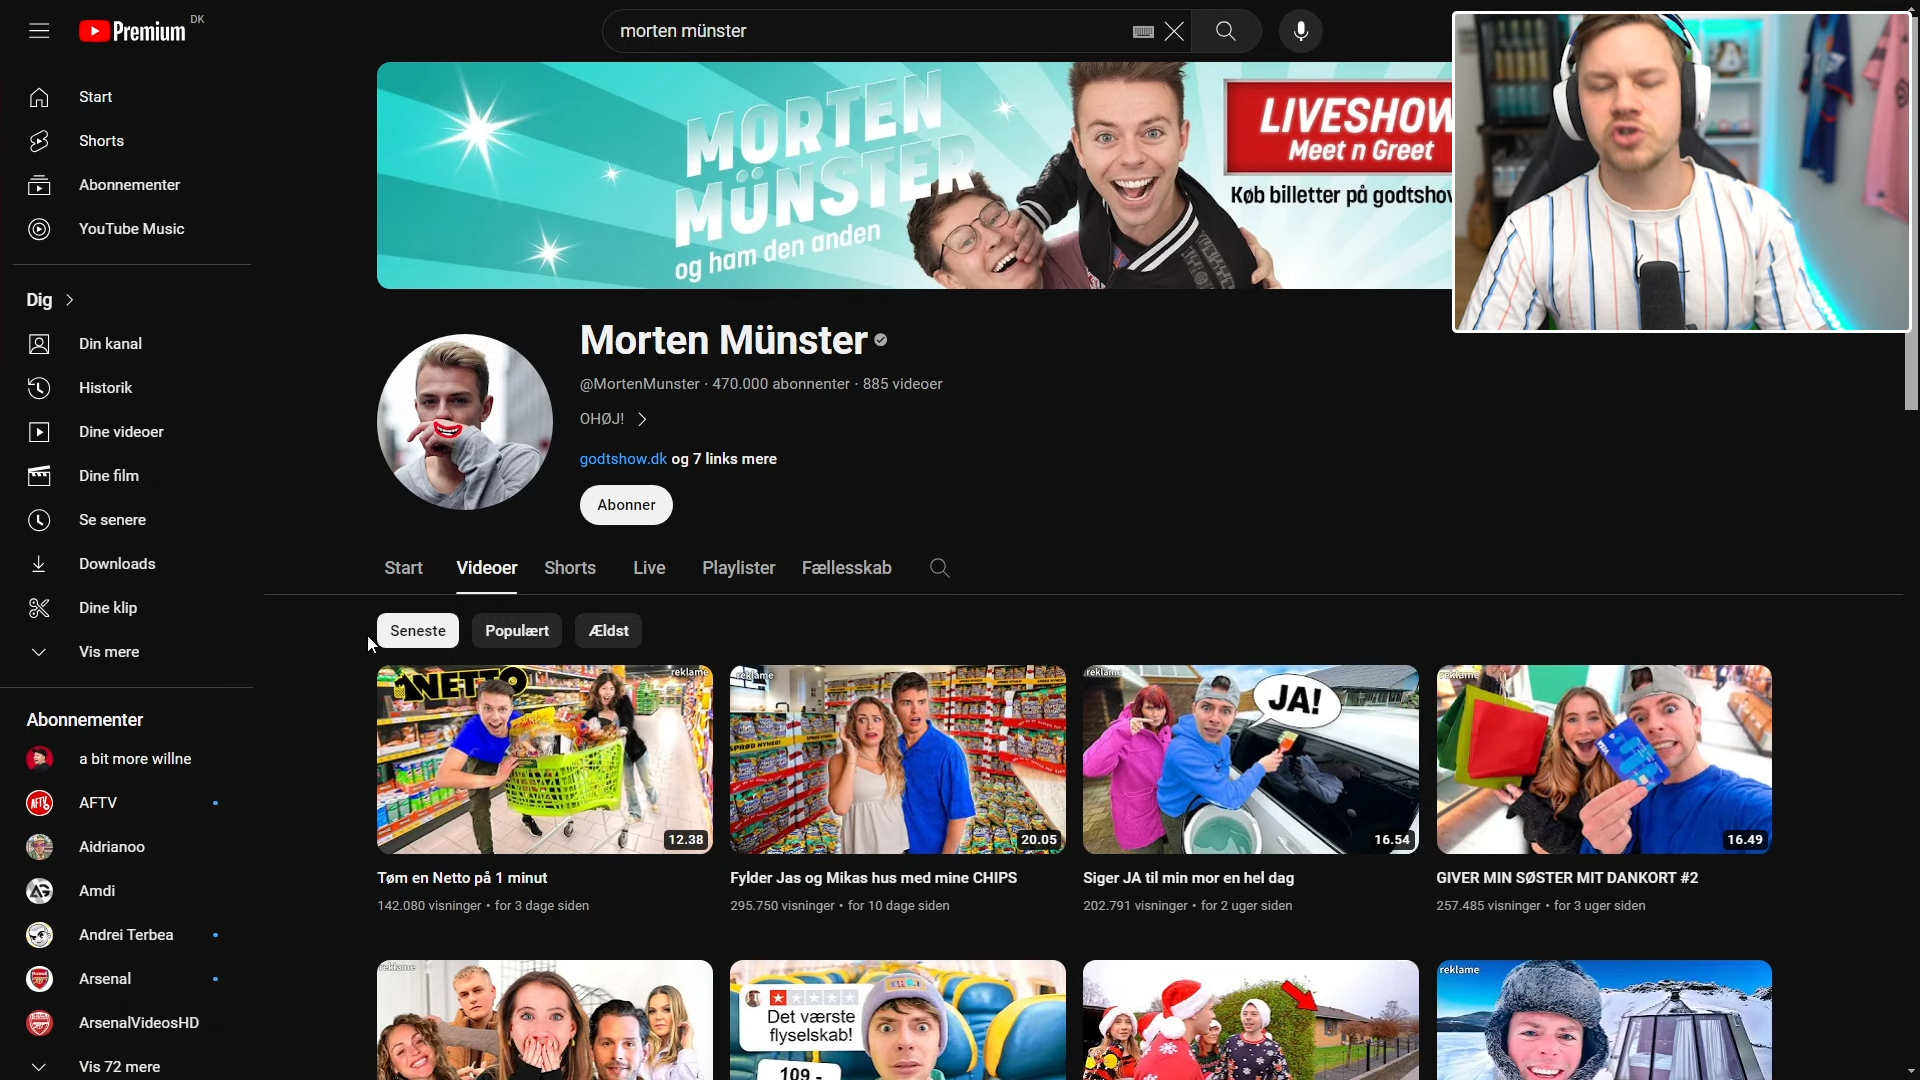 Premium DK
morten münster
MORTEN
MÜNSTER
og ham den anden
LIVESHOW
Meet n Greet
Køb billetter på godtshov
Start
Shorts
Abonnementer
YouTube Music
Dig
Din kanal
Historik
Dine videoer
Dine film
Se senere
Downloads
Dine klip
Vis mere
Abonnementer
a bit more willne
AFTV
Aidrianoo
Amdi
Andrei Terbea
Arsenal
ArsenalVideosHD
Vis 72 mere
Morten Münster
@MortenMunster · 470.000 abonnenter · 885 videoer
OHØJ!
godtshow.dk og 7 links mere
Abonner
Start Videoer Shorts Live Playlister Fællesskab
Seneste Populært Ældst
NETTO
reklame
12.38
reklame
20.05
reklame
JA!
16.54
reklame
16.49
Tøm en Netto på 1 minut
142.080 visninger • for 3 dage siden
Fylder Jas og Mikas hus med mine CHIPS
295.750 visninger • for 10 dage siden
Siger JA til min mor en hel dag
202.791 visninger • for 2 uger siden
GIVER MIN SØSTER MIT DANKORT #2
257.485 visninger • for 3 uger siden
reklame
Det værste
flyselskab!
109.-
reklame